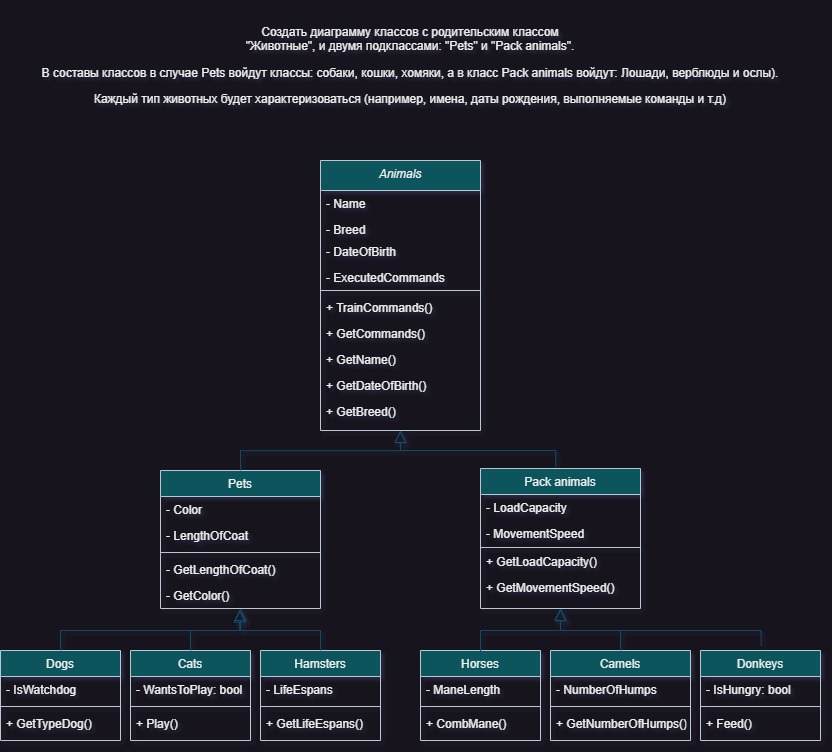 Создать диаграмму классов с родительским классом
"Животные", и двумя подклассами: "Pets" и "Pack animals".
В составы классов в случае Pets войдут классы: собаки, кошки, хомяки, а в класс Pack animals войдут: Лошади, верблюды и ослы).
Каждый тип животных будет характеризоваться (например, имена, даты рождения, выполняемые команды и т.д)
Animals
- Name
- Breed
- DateOfBirth
- ExecutedCommands
+ TrainCommands()
+ GetCommands()
+ GetName()
+ GetDateOfBirth()
+ GetBreed()
Pets
- Color
- LengthOfCoat
- GetLengthOfCoat()
- GetColor()
Pack animals
- LoadCapacity
- MovementSpeed
+ GetLoadCapacity()
+ GetMovementSpeed()
Dogs
- IsWatchdog
+ GetTypeDog()
Cats
- WantsToPlay: bool
+ Play()
Hamsters
- LifeEspans
+ GetLifeEspans()
Horses
- ManeLength
+ CombMane()
Camels
- NumberOfHumps
+ GetNumberOfHumps()
Donkeys
- IsHungry: bool
+ Feed()